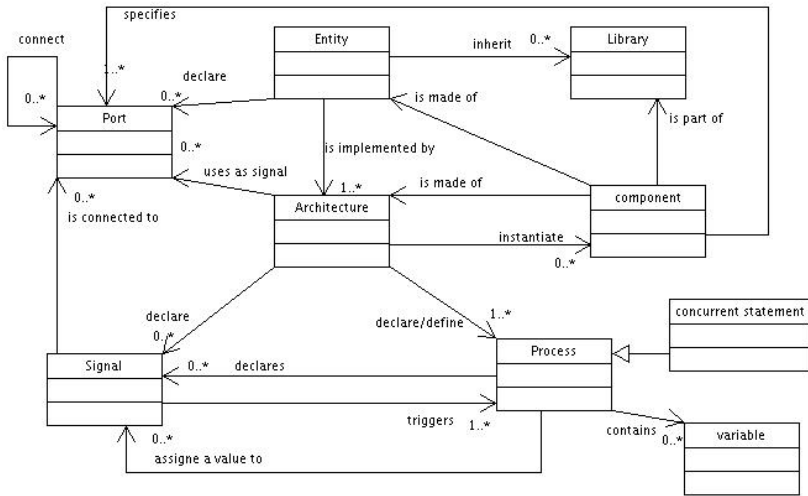 specifies
connect
Entity
inherit
0..*
Library
1..*
declare
0..*
0..*
is made of
Port
is part of
0..*
is implemented by
uses as signal
is made of
0..*
1..*
component
is connected to
Architecture
instantiate
0..*
declare
declare/define
1..*
concurrent statement
0..*
Process
Signal
0..*
declares
triggers
1..*
contains
0..*
variable
0..*
assigne a value to